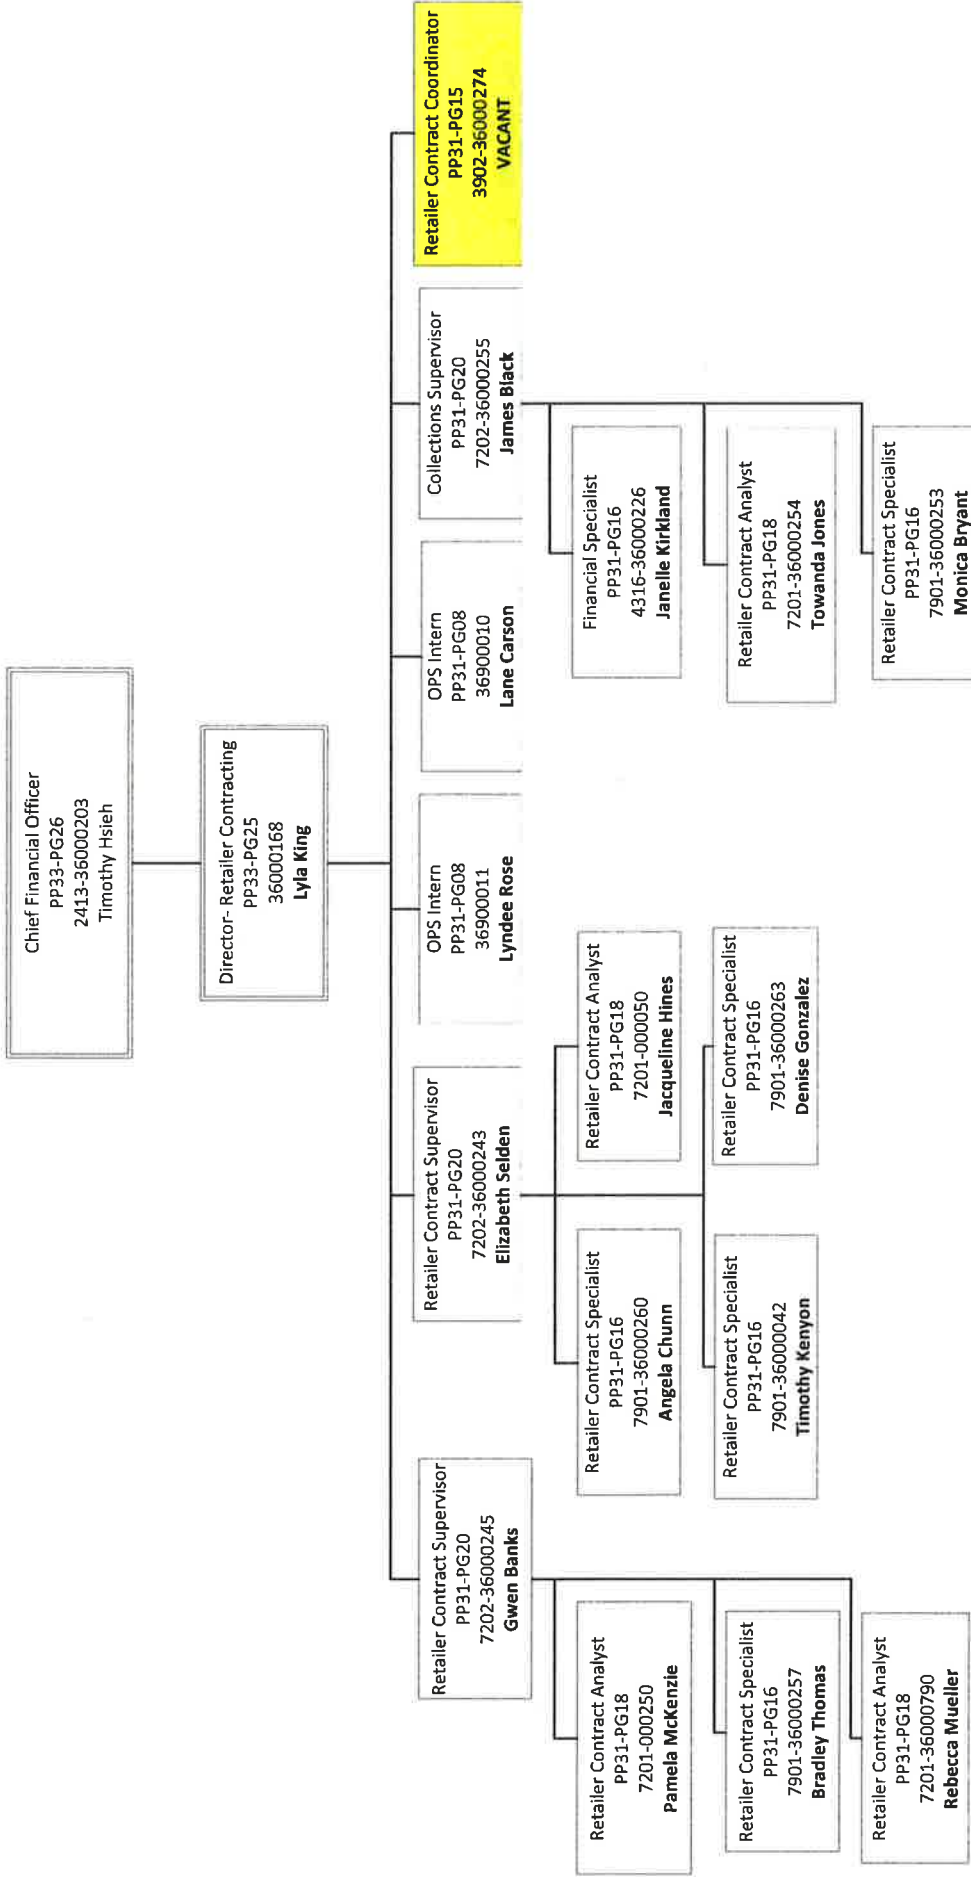 Chief Financial Officer
PP33-PG26
2413-36000203
Timothy Hsieh
Director- Retailer Contracting
PP33-PG25
36000168
Lyla King
Retailer Contract Supervisor
PP31-PG20
7202-36000245
Gwen Banks
Retailer Contract Supervisor
PP31-PG20
7202-36000243
Elizabeth Selden
OPS Intern
PP31-PG08
36900011
Lyndee Rose
OPS Intern
PP31-PG08
36900010
Lane Carson
Collections Supervisor
PP31-PG20
7202-36000255
James Black
Retailer Contract Coordinator
PP31-PG15
3902-36000274
VACANT
Retailer Contract Analyst
PP31-PG18
7201-000250
Pamela McKenzie
Retailer Contract Specialist
PP31-PG16
7901-36000257
Bradley Thomas
Retailer Contract Analyst
PP31-PG18
7201-36000790
Rebecca Mueller
Retailer Contract Specialist
PP31-PG16
7901-36000260
Angela Chunn
Retailer Contract Analyst
PP31-PG18
7201-000050
Jacqueline Hines
Retailer Contract Specialist
PP31-PG16
7901-36000042
Timothy Kenyon
Retailer Contract Specialist
PP31-PG16
7901-36000263
Denise Gonzalez
Financial Specialist
PP31-PG16
4316-36000226
Janelle Kirkland
Retailer Contract Analyst
PP31-PG18
7201-36000254
Towanda Jones
Retailer Contract Specialist
PP31-PG16
7901-36000253
Monica Bryant